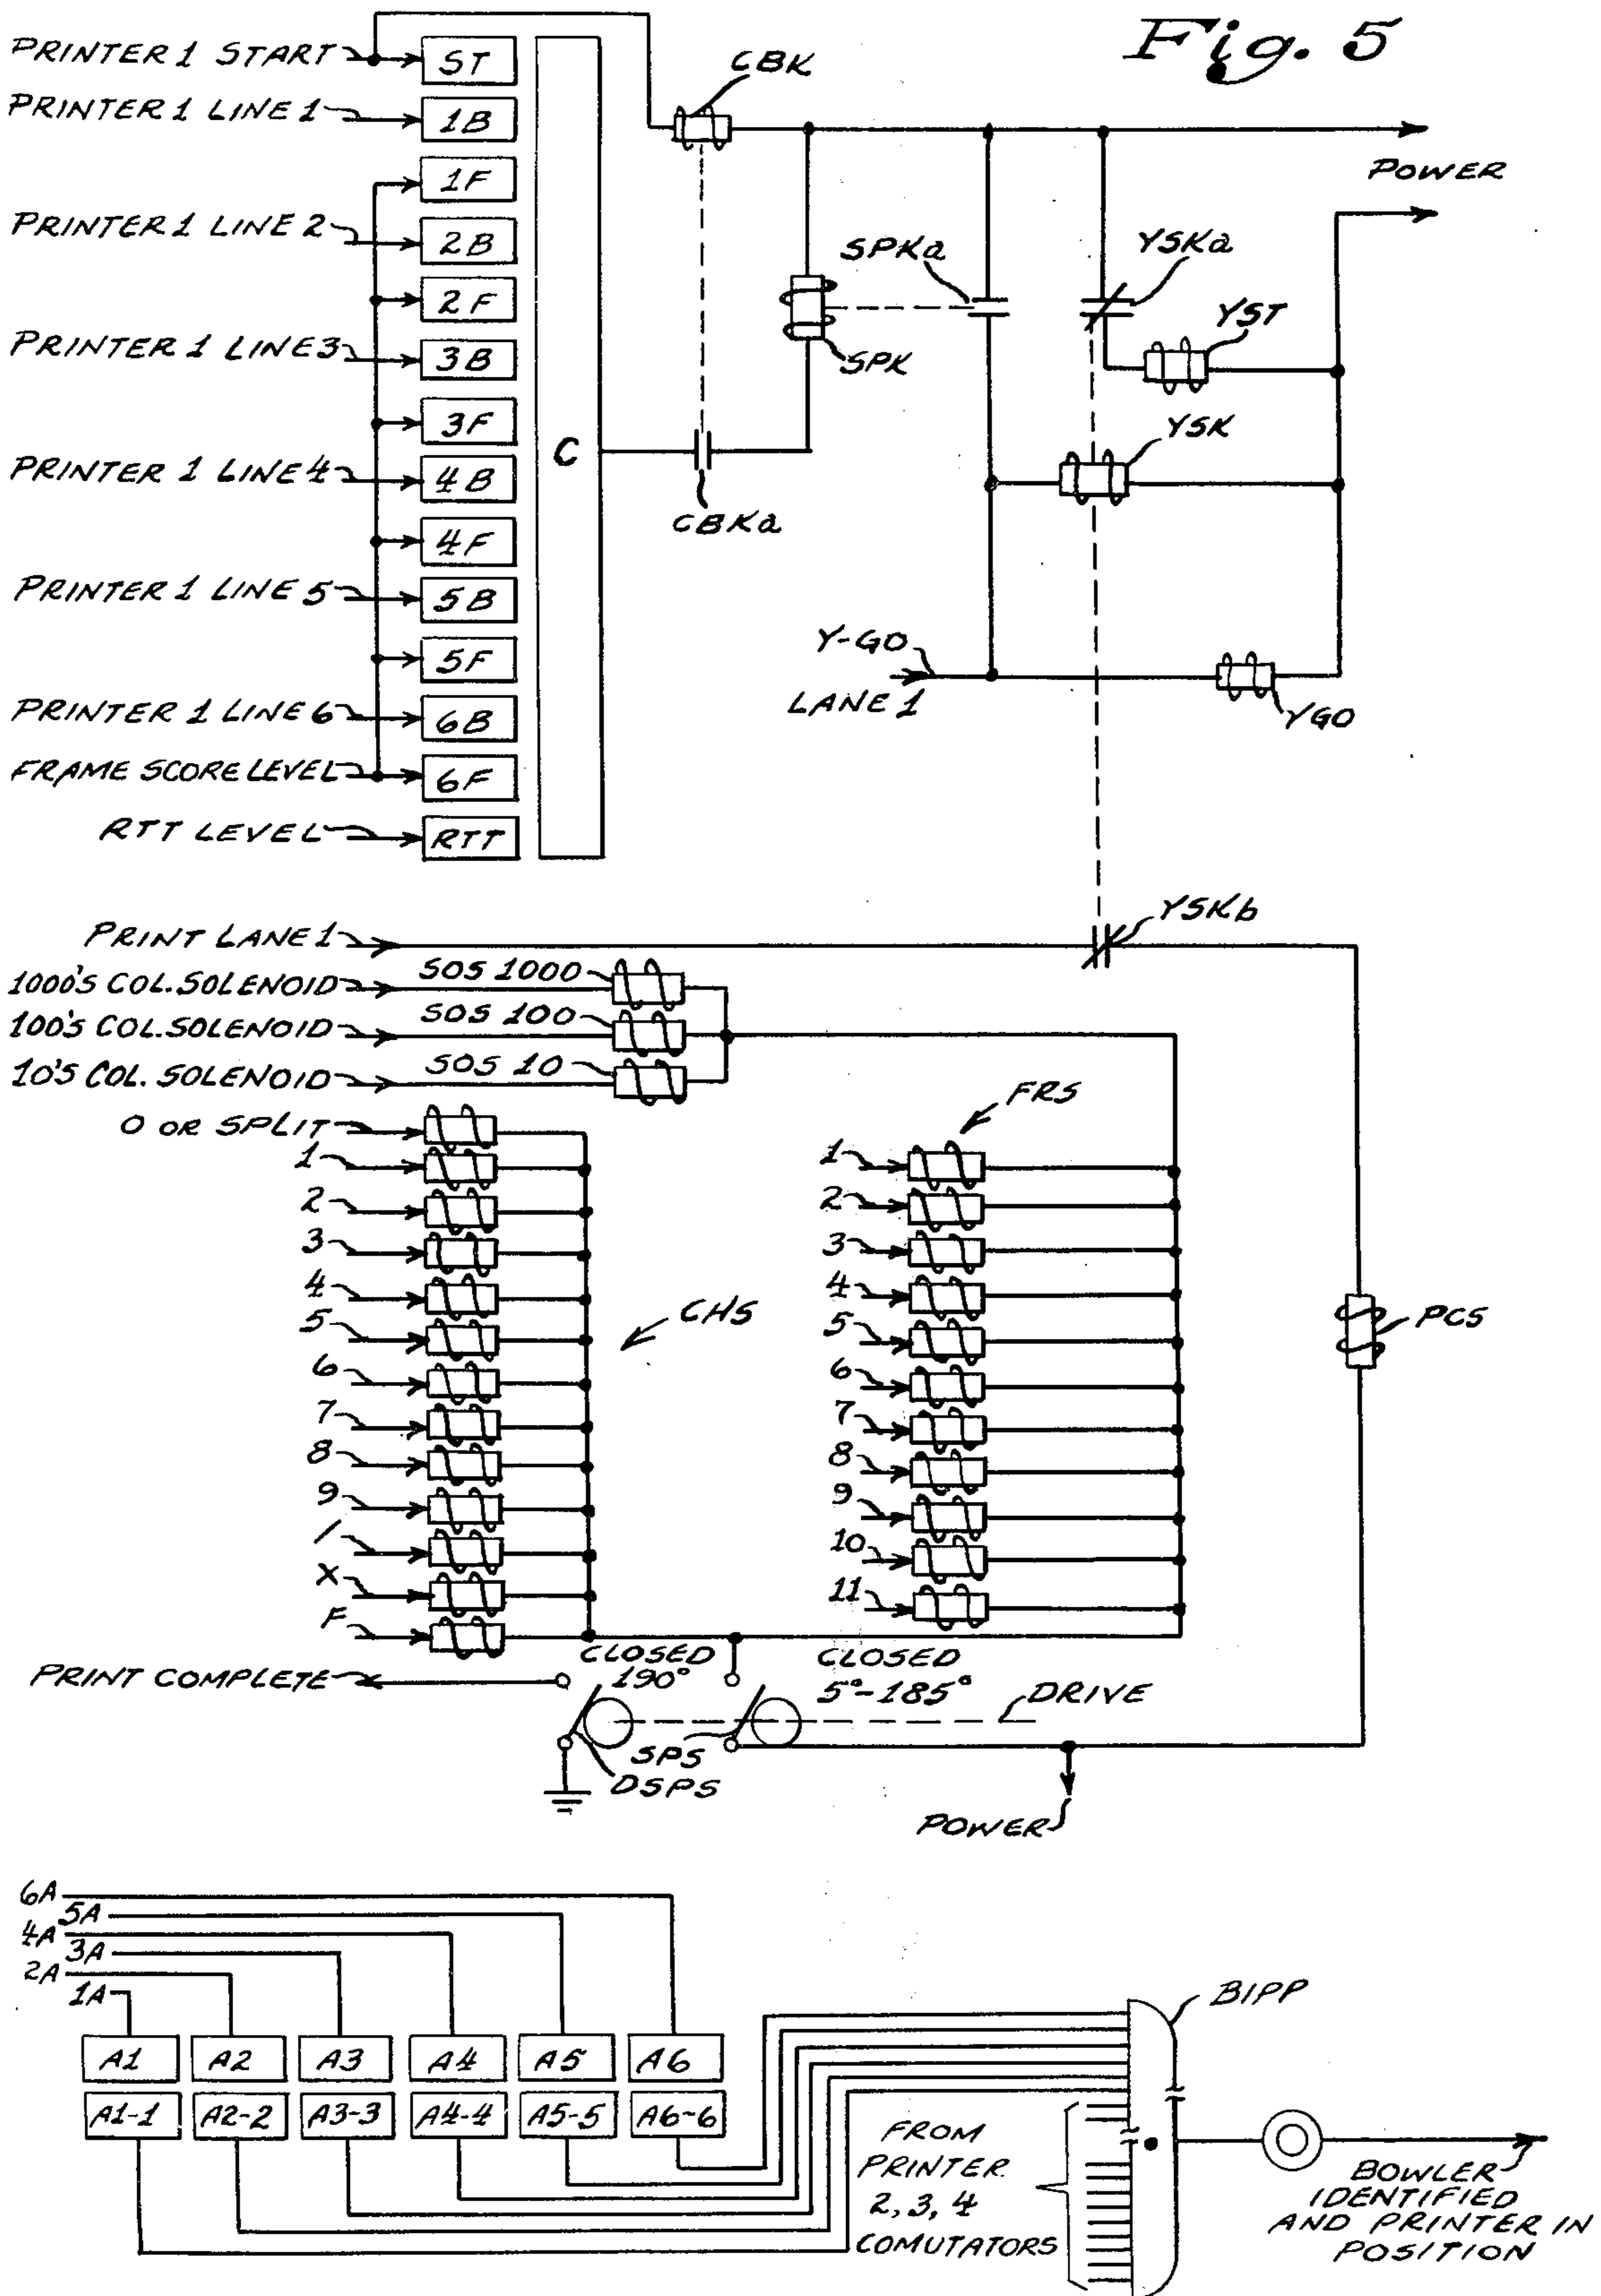 Fig. 5
PRINTER 1 START
ST
CBK
PRINTER 1 LINE 1
1B
1F
POWER
PRINTER 1 LINE 2
2B
SPKa
YSKa
2F
YST
PRINTER 1 LINE 3
3B
SPK
3F
YSK
PRINTER 1 LINE 4
4B
C
CBKa
4F
PRINTER 1 LINE 5
5B
5F
Y-GO
LANE 1
YGO
PRINTER 1 LINE 6
6B
FRAME SCORE LEVEL
6F
RTT LEVEL
RTT
YSKb
PRINT LANE 1
1000'S COL. SOLENOID
SOS 1000
100'S COL. SOLENOID
SOS 100
10'S COL. SOLENOID
SOS 10
FRS
0 OR SPLIT
1
2
3
4
5
6
7
8
9
/
X
F
CHS
1
2
3
4
5
6
7
8
9
10
11
PCS
CLOSED
190°
CLOSED
5°-185°
PRINT COMPLETE
DRIVE
SPS
DSPS
POWER
6A
5A
4A
3A
2A
1A
BIPP
A1 A2 A3 A4 A5 A6
A1-1 A2-2 A3-3 A4-4 A5-5 A6-6
FROM
PRINTER
2, 3, 4
COMUTATORS
BOWLER
IDENTIFIED
AND PRINTER IN
POSITION